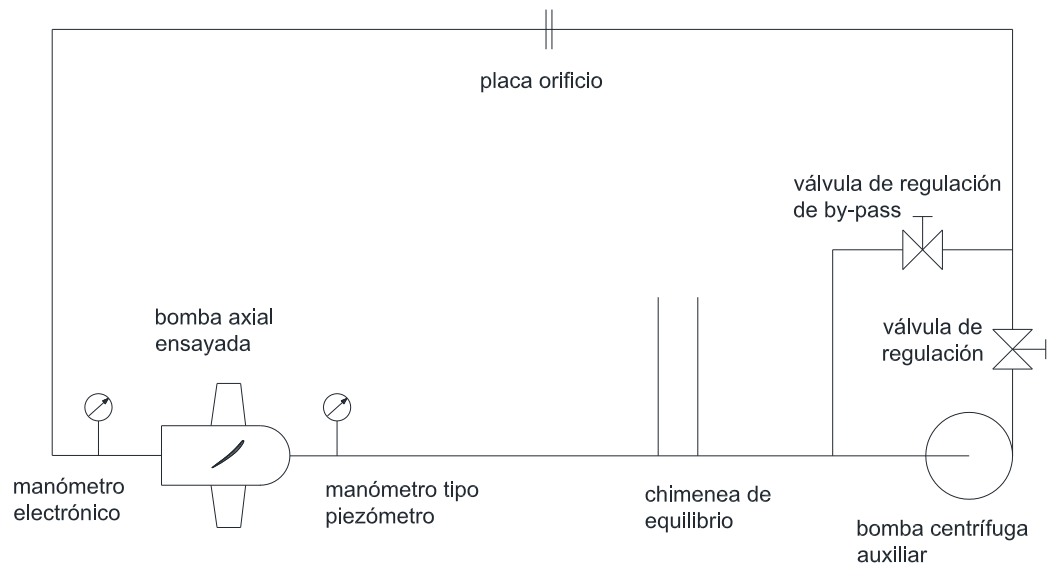 placa orificio
válvula de regulación
de by-pass
bomba axial
ensayada
válvula de
regulación
manómetro
electrónico
manómetro tipo
piezómetro
chimenea de
equilibrio
bomba centrífuga
auxiliar